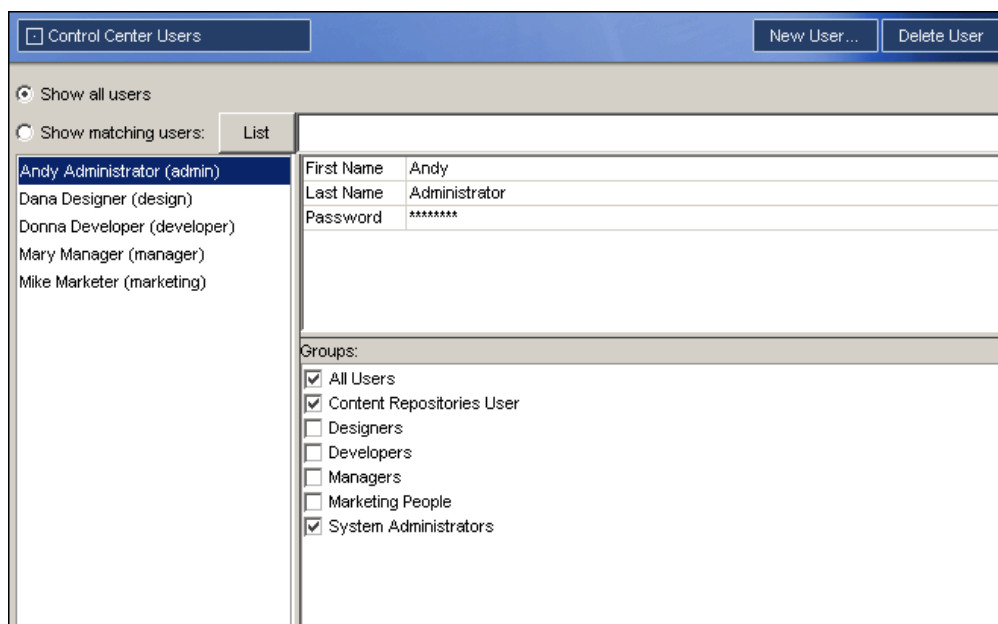 Control Center Users
New User...
Delete User
Show all users
Show matching users:
List
Andy Administrator (admin)
Dana Designer (design)
Donna Developer (developer)
Mary Manager (manager)
Mike Marketer (marketing)
First Name Andy
Last Name Administrator
Password ********
Groups:
All Users
Content Repositories User
Designers
Developers
Managers
Marketing People
System Administrators